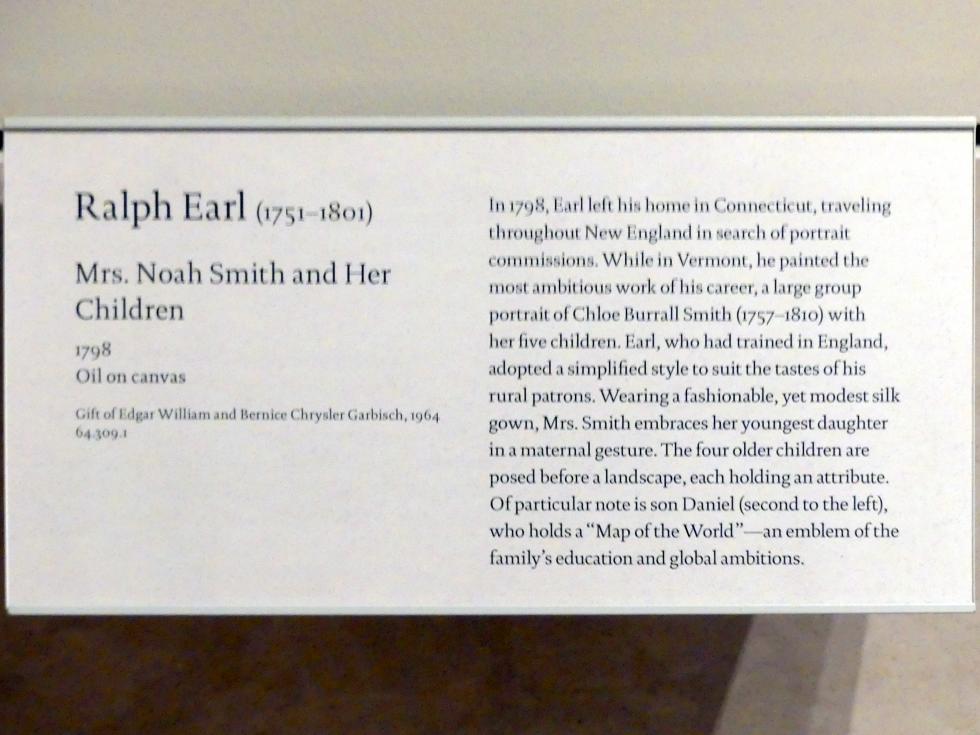 Ralph Earl (1751–1801)
Mrs. Noah Smith and Her
Children
1798
Oil on canvas
Gift of Edgar William and Bernice Chrysler Garbisch, 1964
64.309.1
In 1798, Earl left his home in Connecticut, traveling
throughout New England in search of portrait
commissions. While in Vermont, he painted the
most ambitious work of his career, a large group
portrait of Chloe Burrall Smith (1757–1810) with
her five children. Earl, who had trained in England,
adopted a simplified style to suit the tastes of his
rural patrons. Wearing a fashionable, yet modest silk
gown, Mrs. Smith embraces her youngest daughter
in a maternal gesture. The four older children are
posed before a landscape, each holding an attribute.
Of particular note is son Daniel (second to the left),
who holds a “Map of the World”—an emblem of the
family’s education and global ambitions.